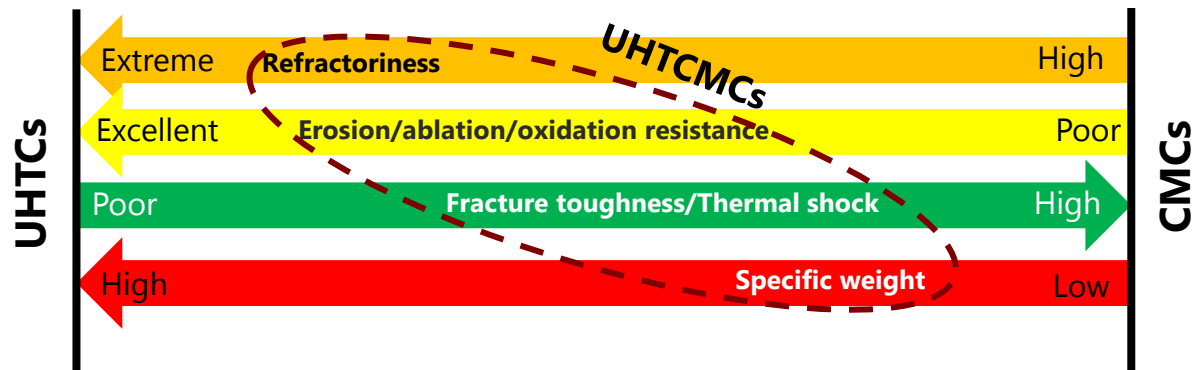 UHTCs
UHTCMCs
CMCs
Extreme Refractoriness High
Excellent Erosion/ablation/oxidation resistance Poor
Poor Fracture toughness/Thermal shock High
High Specific weight Low